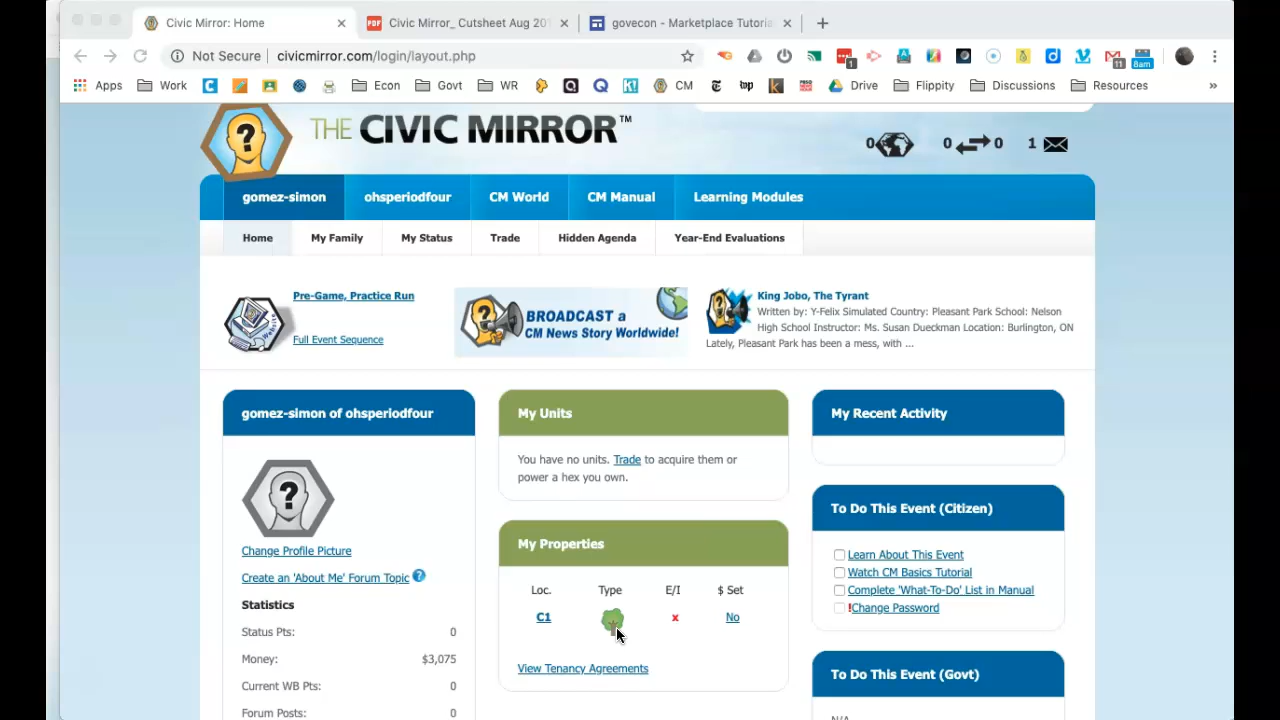 Civic Mirror: Home
Civic Mirror_ Cutsheet Aug 201
govecon - Marketplace Tutoria
Not Secure | civicmirror.com/login/layout.php
1
11
8am
Apps
Work
Econ
Govt
WR
CM
wp
Drive
Flippity
Discussions
Resources
»
THE CIVIC MIRROR™
0
0
0
1
gomez-simon
ohsperiodfour
CM World
CM Manual
Learning Modules
Home
My Family
My Status
Trade
Hidden Agenda
Year-End Evaluations
Pre-Game, Practice Run
Full Event Sequence
Website
BROADCAST a
CM News Story Worldwide!
King Jobo, The Tyrant
Written by: Y-Felix Simulated Country: Pleasant Park School: Nelson
High School Instructor: Ms. Susan Dueckman Location: Burlington, ON
Lately, Pleasant Park has been a mess, with ...
gomez-simon of ohsperiodfour
Change Profile Picture
Create an 'About Me' Forum Topic ?
Statistics
Status Pts: 0
Money: $3,075
Current WB Pts: 0
Forum Posts: 0
My Units
You have no units. Trade to acquire them or
power a hex you own.
My Properties
Loc. Type E/I $ Set
C1 x No
View Tenancy Agreements
My Recent Activity
To Do This Event (Citizen)
Learn About This Event
Watch CM Basics Tutorial
Complete 'What-To-Do' List in Manual
!Change Password
To Do This Event (Govt)
N/A